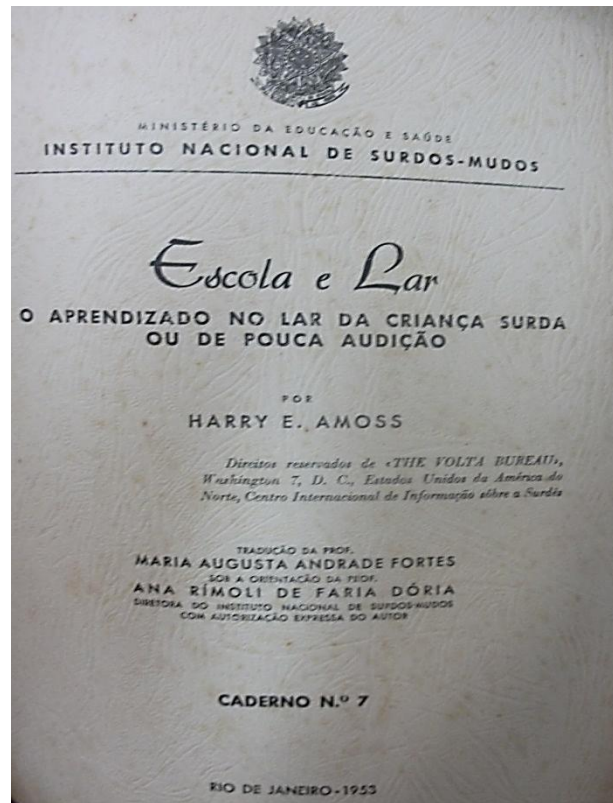 MINISTÉRIO DA EDUCAÇÃO E SAÚDE
INSTITUTO NACIONAL DE SURDOS-MUDOS
Escola e Lar
O APRENDIZADO NO LAR DA CRIANÇA SURDA
OU DE POUCA AUDIÇÃO
POR
HARRY E. AMOSS
Direitos reservados de «THE VOLTA BUREAU»,
Washington 7, D. C., Estados Unidos da América do
Norte, Centro Internacional de Informação sôbre a Surdês
TRADUÇÃO DA PROF.
MARIA AUGUSTA ANDRADE FORTES
SOB A ORIENTAÇÃO DA PROF.
ANA RÍMOLI DE FARIA DÓRIA
DIRETORA DO INSTITUTO NACIONAL DE SURDOS-MUDOS
COM AUTORIZAÇÃO EXPRESSA DO AUTOR
CADERNO N.º 7
RIO DE JANEIRO-1953